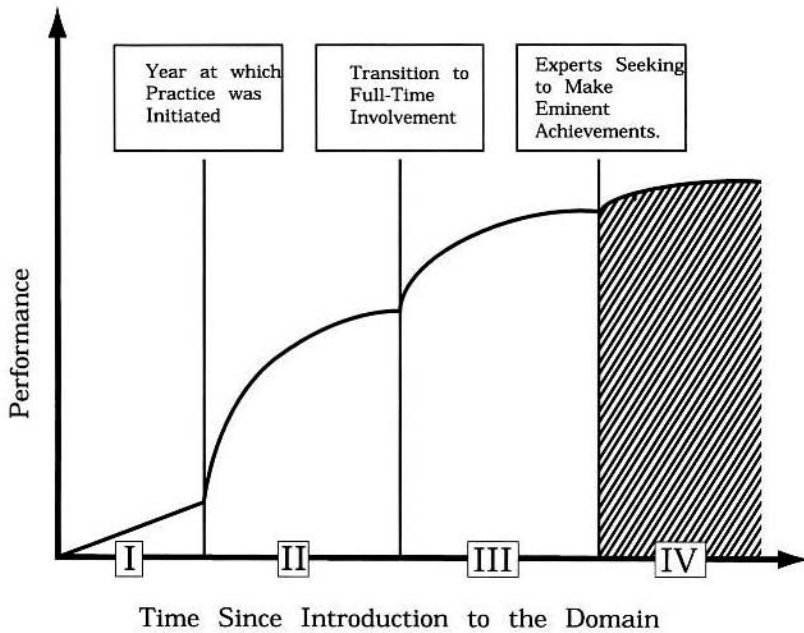 Year at which
Practice was
Initiated
Transition to
Full-Time
Involvement
Experts Seeking
to Make
Eminent
Achievements.
Performance
I
II
III
IV
Time Since Introduction to the Domain